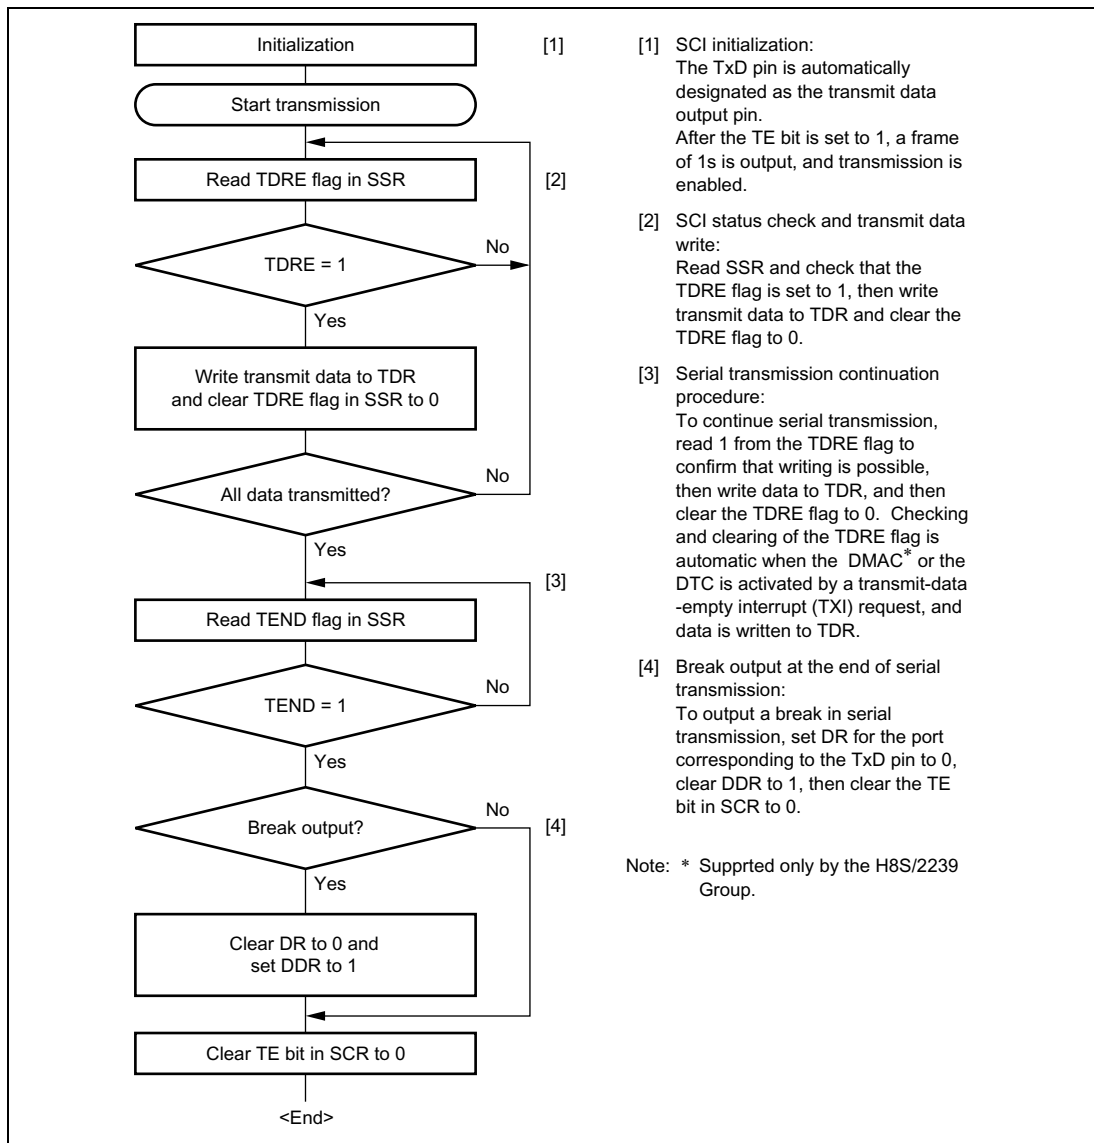 Initialization
[1]
Start transmission
Read TDRE flag in SSR
[2]
TDRE = 1
No
Yes
Write transmit data to TDR
and clear TDRE flag in SSR to 0
All data transmitted?
No
Yes
[3]
Read TEND flag in SSR
TEND = 1
No
Yes
Break output?
No
[4]
Yes
Clear DR to 0 and
set DDR to 1
Clear TE bit in SCR to 0
<End>
[1] SCI initialization:
The TxD pin is automatically
designated as the transmit data
output pin.
After the TE bit is set to 1, a frame
of 1s is output, and transmission is
enabled.
[2] SCI status check and transmit data
write:
Read SSR and check that the
TDRE flag is set to 1, then write
transmit data to TDR and clear the
TDRE flag to 0.
[3] Serial transmission continuation
procedure:
To continue serial transmission,
read 1 from the TDRE flag to
confirm that writing is possible,
then write data to TDR, and then
clear the TDRE flag to 0. Checking
and clearing of the TDRE flag is
automatic when the DMAC* or the
DTC is activated by a transmit-data
-empty interrupt (TXI) request, and
data is written to TDR.
[4] Break output at the end of serial
transmission:
To output a break in serial
transmission, set DR for the port
corresponding to the TxD pin to 0,
clear DDR to 1, then clear the TE
bit in SCR to 0.
Note: * Supprted only by the H8S/2239
Group.